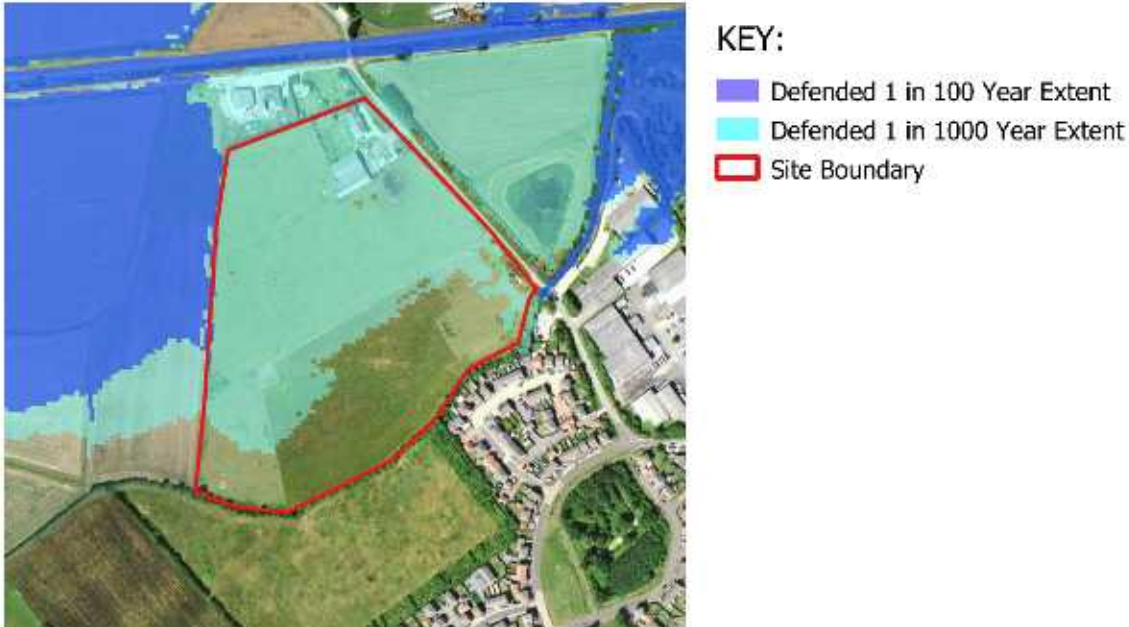 KEY:
Defended 1 in 100 Year Extent
Defended 1 in 1000 Year Extent
Site Boundary